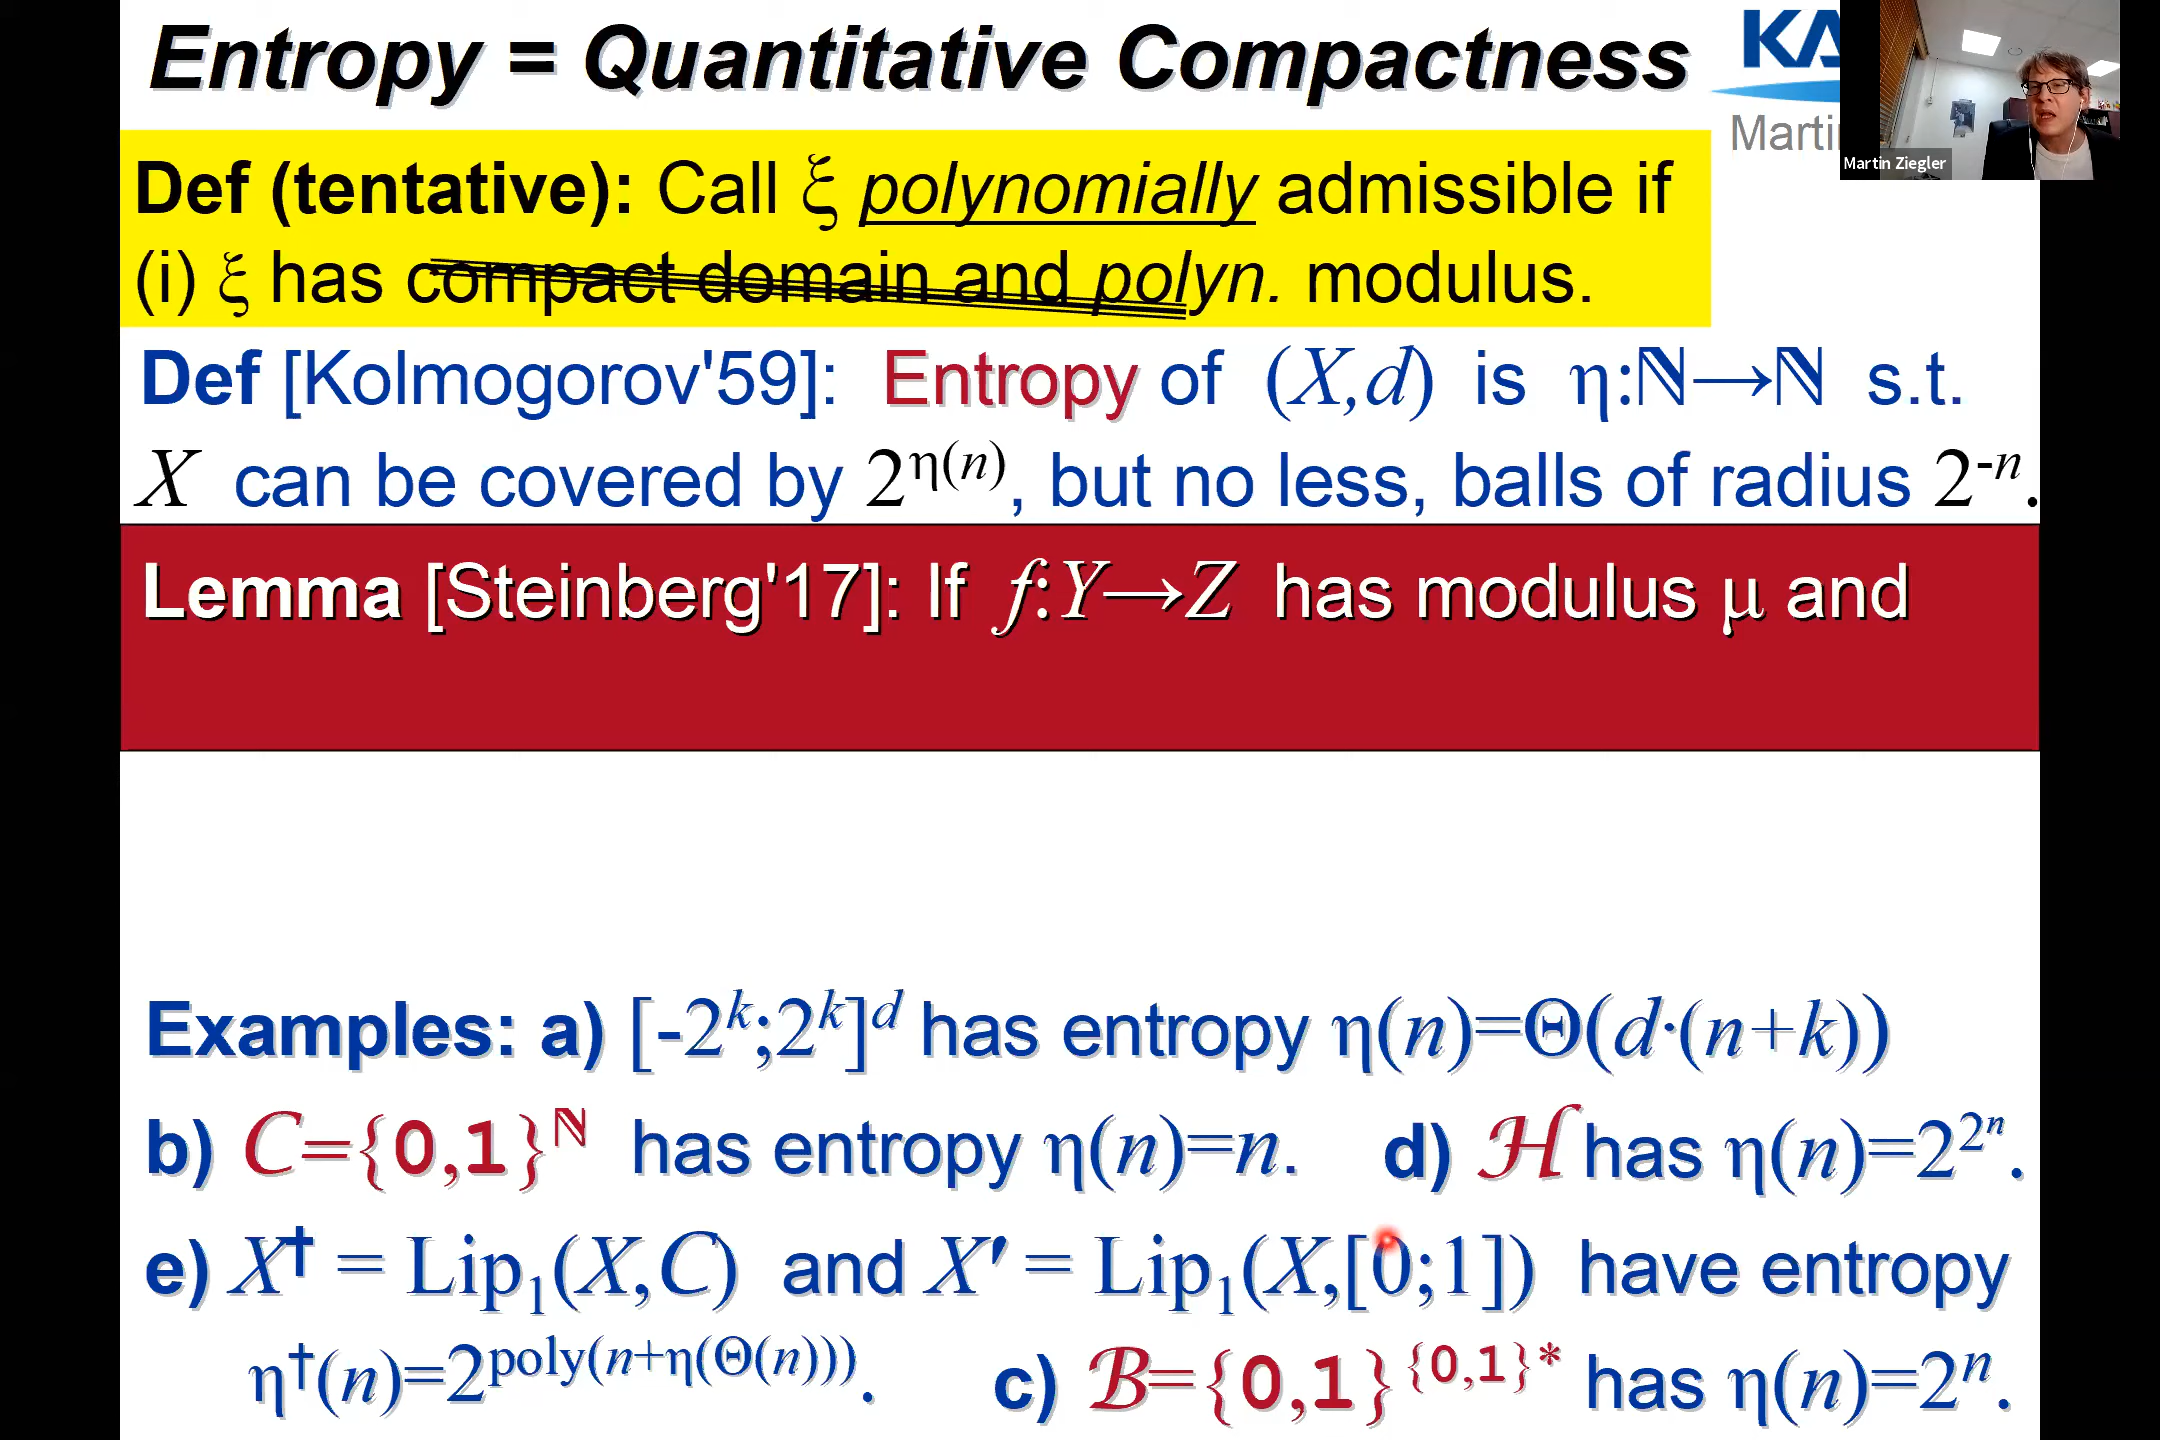 Entropy = Quantitative Compactness
KA
Marti
Martin Ziegler
Def (tentative): Call ξ polynomially admissible if
(i) ξ has compact domain and polyn. modulus.
Def [Kolmogorov'59]: Entropy of (X,d) is η:ℕ→ℕ s.t.
X can be covered by 2^η(n), but no less, balls of radius 2^-n.
Lemma [Steinberg'17]: If f:Y→Z has modulus μ and
Examples: a) [-2^k;2^k]^d has entropy η(n)=Θ(d·(n+k))
b) C={0,1}^ℕ has entropy η(n)=n. d) ℋ has η(n)=2^2^n.
e) X† = Lip₁(X,C) and X′ = Lip₁(X,[0;1]) have entropy
η†(n)=2^poly(n+η(Θ(n))). c) ℬ={0,1}^{0,1}* has η(n)=2^n.